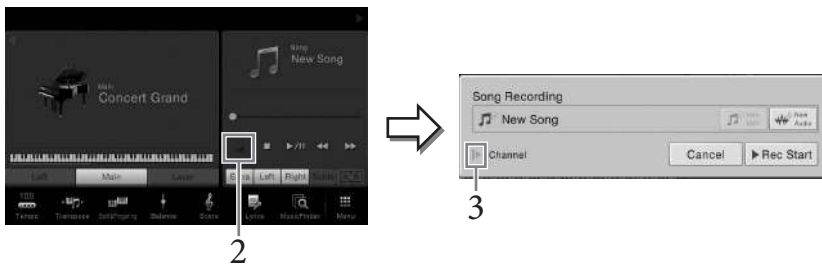 Song
New Song
Main
Concert Grand
Left Main Layer
Left Right
100
Tempo Transpose Balance Score Lyrics MusicFinder Menu
2
Song Recording
New Song
New
Audio
Channel Cancel Rec Start
3